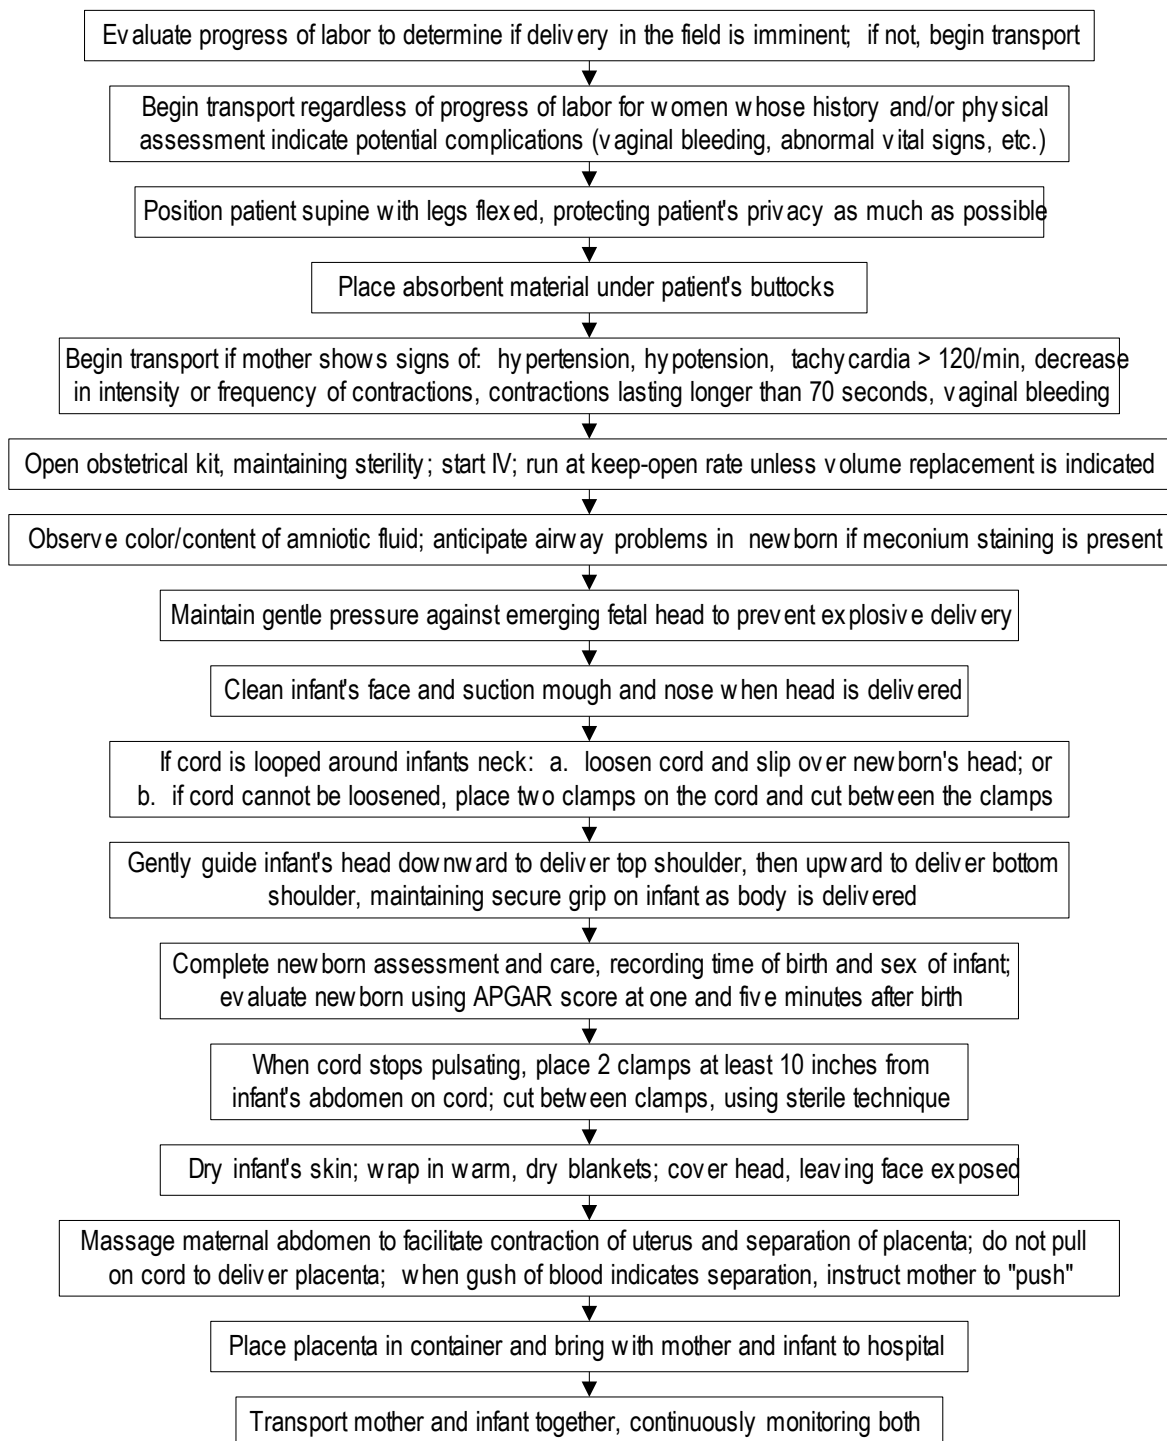 Evaluate progress of labor to determine if delivery in the field is imminent; if not, begin transport
Begin transport regardless of progress of labor for women whose history and/or physical
assessment indicate potential complications (vaginal bleeding, abnormal vital signs, etc.)
Position patient supine with legs flexed, protecting patient's privacy as much as possible
Place absorbent material under patient's buttocks
Begin transport if mother shows signs of: hypertension, hypotension, tachycardia > 120/min, decrease
in intensity or frequency of contractions, contractions lasting longer than 70 seconds, vaginal bleeding
Open obstetrical kit, maintaining sterility; start IV; run at keep-open rate unless volume replacement is indicated
Observe color/content of amniotic fluid; anticipate airway problems in newborn if meconium staining is present
Maintain gentle pressure against emerging fetal head to prevent explosive delivery
Clean infant's face and suction mough and nose when head is delivered
If cord is looped around infants neck: a. loosen cord and slip over newborn's head; or
b. if cord cannot be loosened, place two clamps on the cord and cut between the clamps
Gently guide infant's head downward to deliver top shoulder, then upward to deliver bottom
shoulder, maintaining secure grip on infant as body is delivered
Complete newborn assessment and care, recording time of birth and sex of infant;
evaluate newborn using APGAR score at one and five minutes after birth
When cord stops pulsating, place 2 clamps at least 10 inches from
infant's abdomen on cord; cut between clamps, using sterile technique
Dry infant's skin; wrap in warm, dry blankets; cover head, leaving face exposed
Massage maternal abdomen to facilitate contraction of uterus and separation of placenta; do not pull
on cord to deliver placenta; when gush of blood indicates separation, instruct mother to "push"
Place placenta in container and bring with mother and infant to hospital
Transport mother and infant together, continuously monitoring both